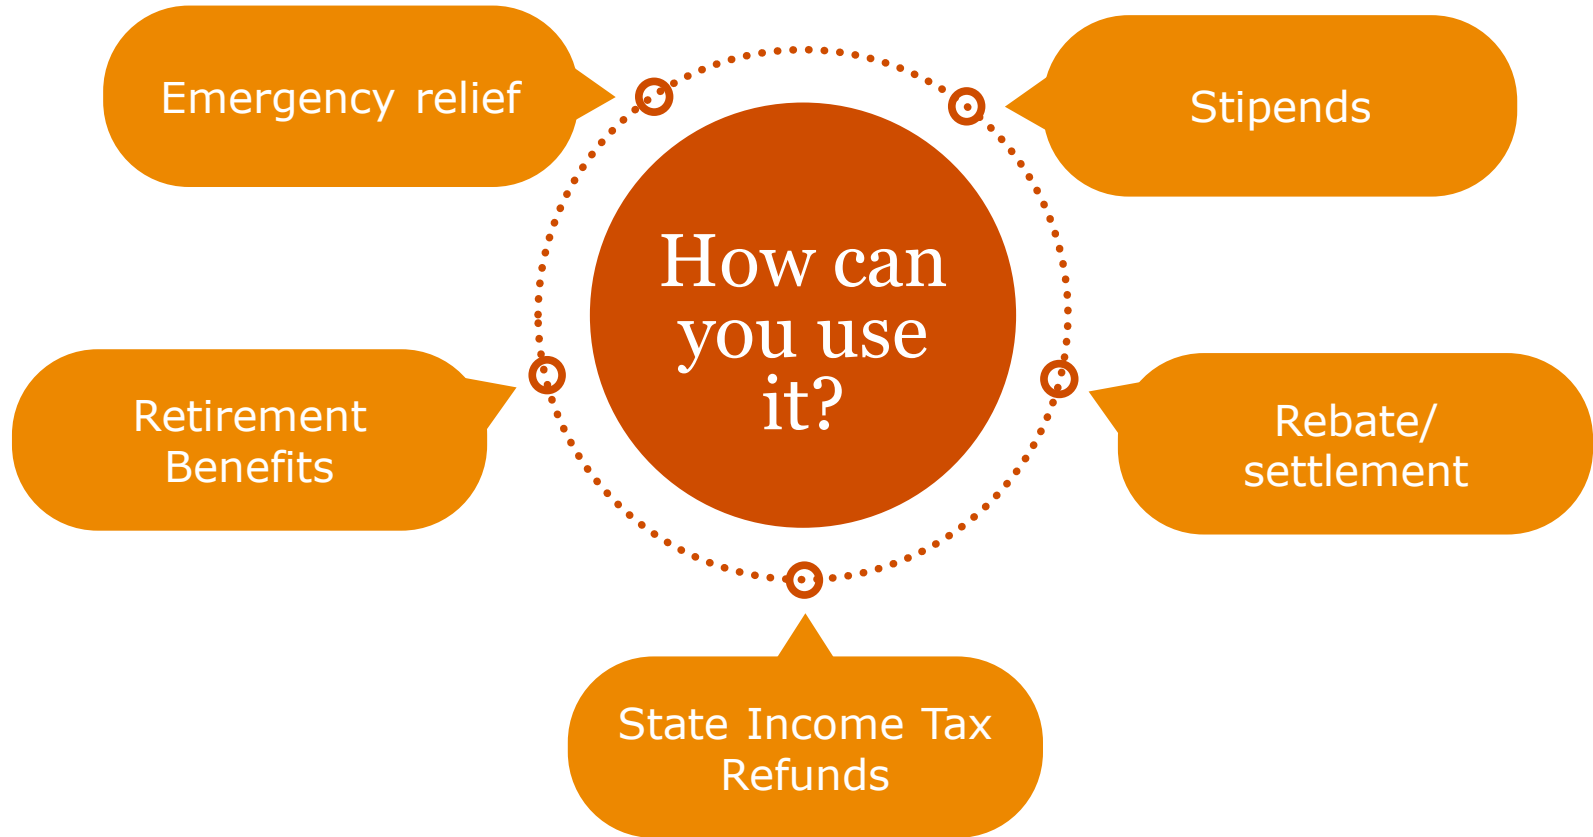 Emergency relief
Stipends
How can
you use
it?
Retirement
Benefits
Rebate/
settlement
State Income Tax
Refunds